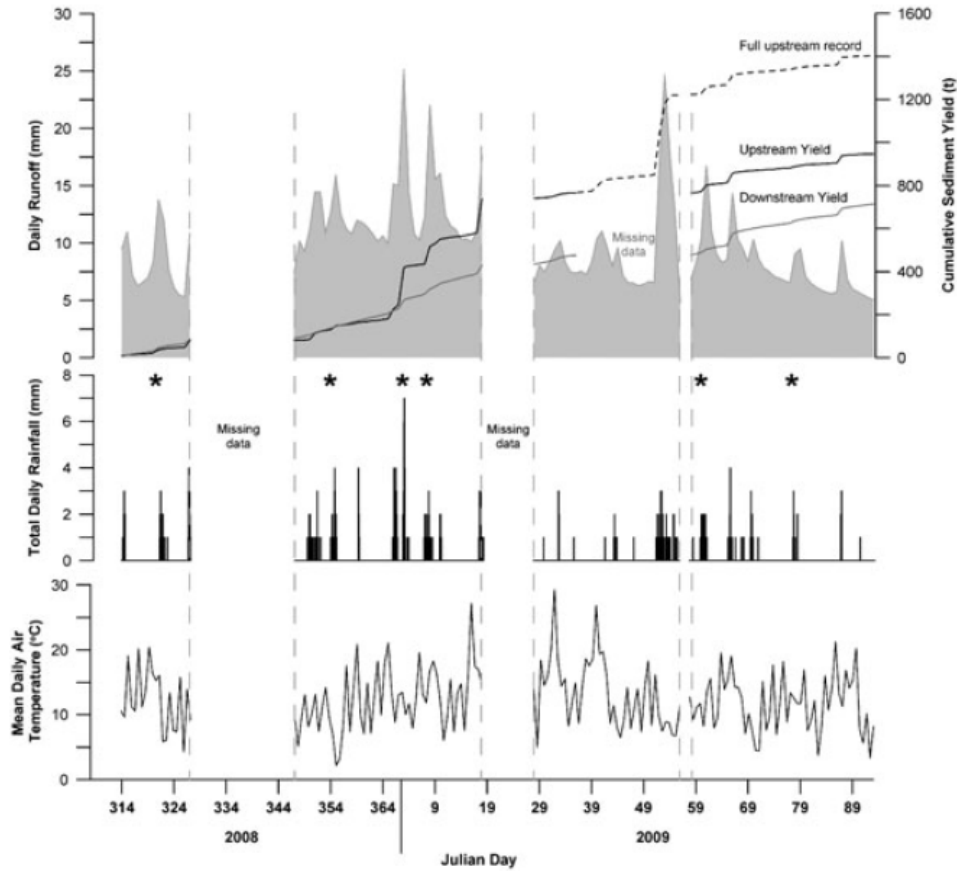 30
25
20
15
10
5
0
Daily Runoff (mm)
1600
1200
800
400
0
Cumulative Sediment Yield (t)
Full upstream record
Upstream Yield
Downstream Yield
Missing
data
8
6
4
2
0
Total Daily Rainfall (mm)
* * * * * *
Missing
data
Missing
data
30
20
10
0
Mean Daily Air
Temperature (°C)
314 324 334 344 354 364 9 19 29 39 49 59 69 79 89
2008 2009
Julian Day